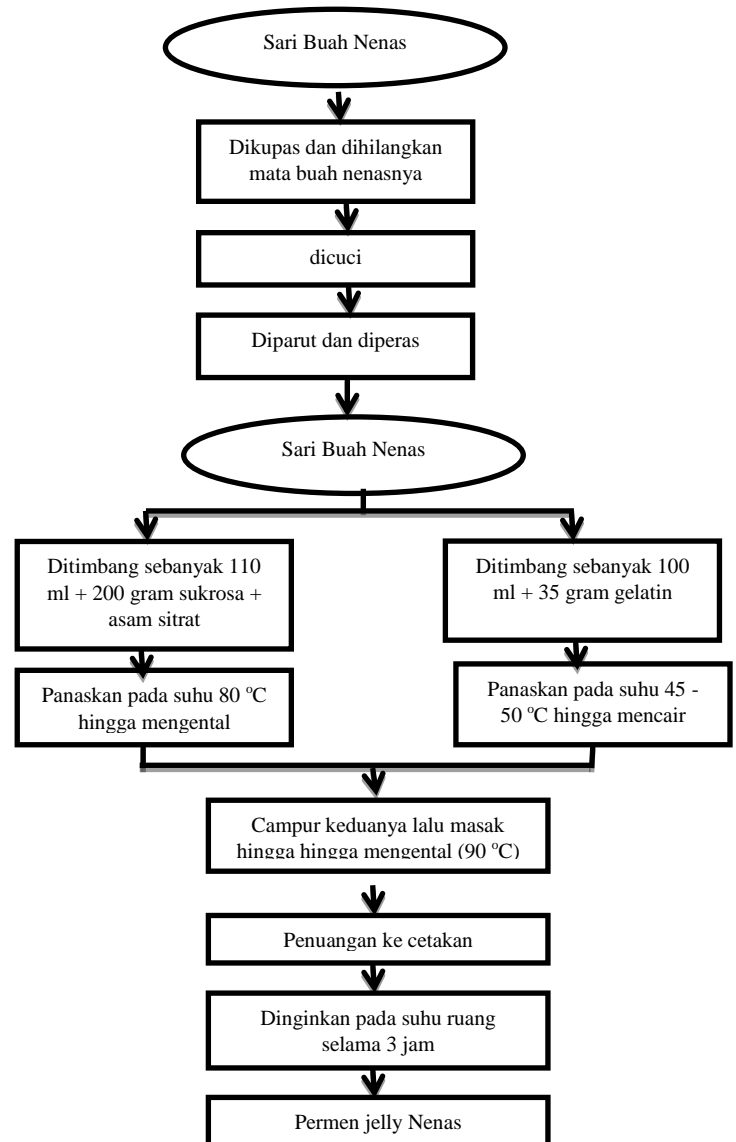 Sari Buah Nenas
Dikupas dan dihilangkan
mata buah nenasnya
dicuci
Diparut dan diperas
Sari Buah Nenas
Ditimbang sebanyak 110
ml + 200 gram sukrosa +
asam sitrat
Ditimbang sebanyak 100
ml + 35 gram gelatin
Panaskan pada suhu 80 °C
hingga mengental
Panaskan pada suhu 45 -
50 °C hingga mencair
Campur keduanya lalu masak
hingga hingga mengental (90 °C)
Penuangan ke cetakan
Dinginkan pada suhu ruang
selama 3 jam
Permen jelly Nenas